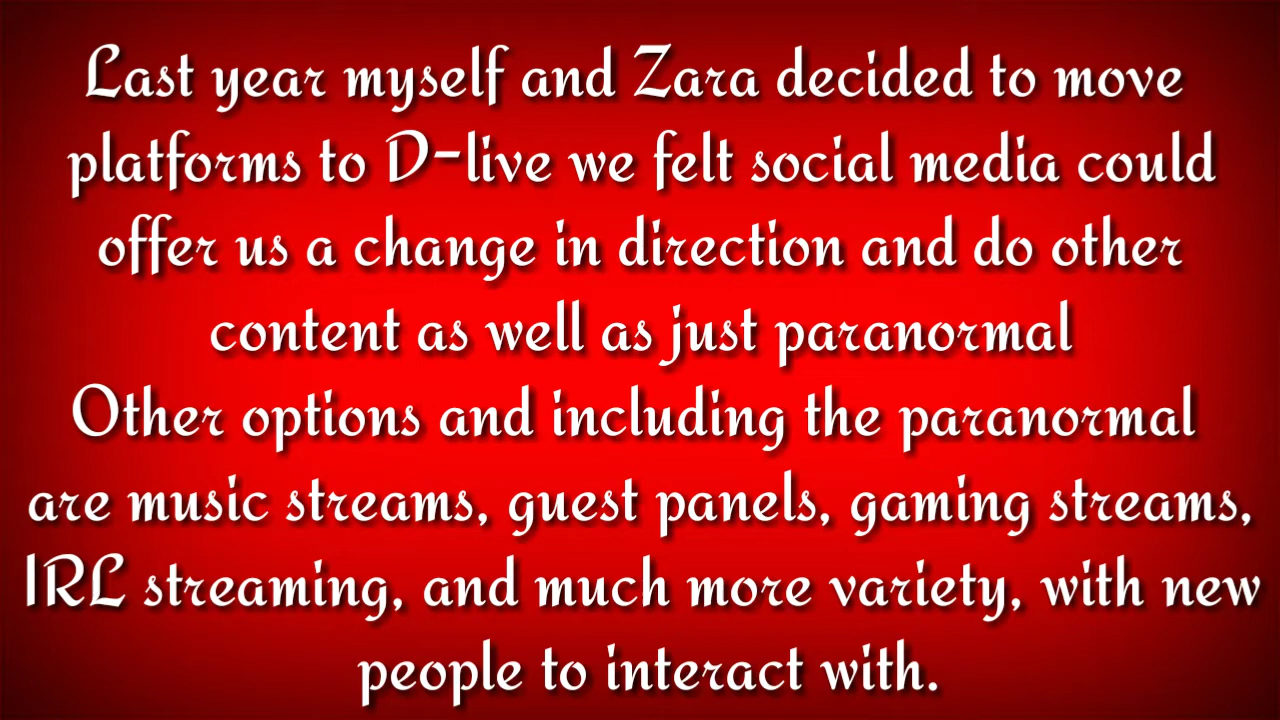 Last year myself and Zara decided to move
platforms to D-live we felt social media could
offer us a change in direction and do other
content as well as just paranormal
Other options and including the paranormal
are music streams, guest panels, gaming streams,
IRL streaming, and much more variety, with new
people to interact with.